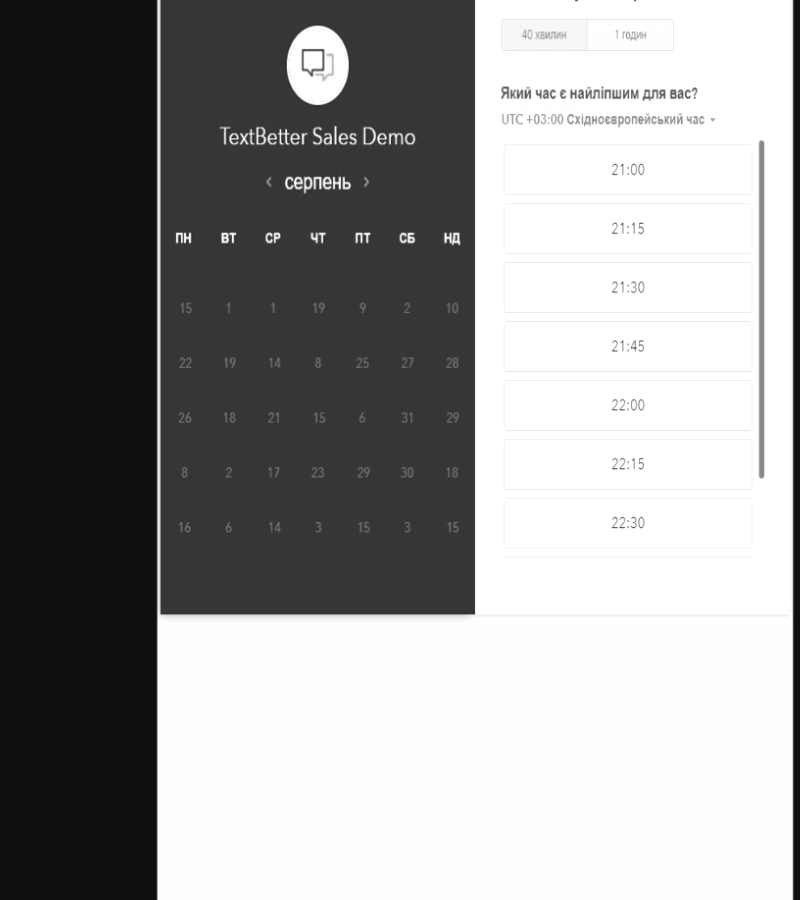 TextBetter Sales Demo
‹ серпень ›
ПН ВТ СР ЧТ ПТ СБ НД
15 1 1 19 9 2 10
22 19 14 8 25 27 28
26 18 21 15 6 31 29
8 2 17 23 29 30 18
16 6 14 3 15 3 15
40 хвилин 1 годин
Який час є найліпшим для вас?
UTC +03:00 Східноєвропейський час
21:00
21:15
21:30
21:45
22:00
22:15
22:30